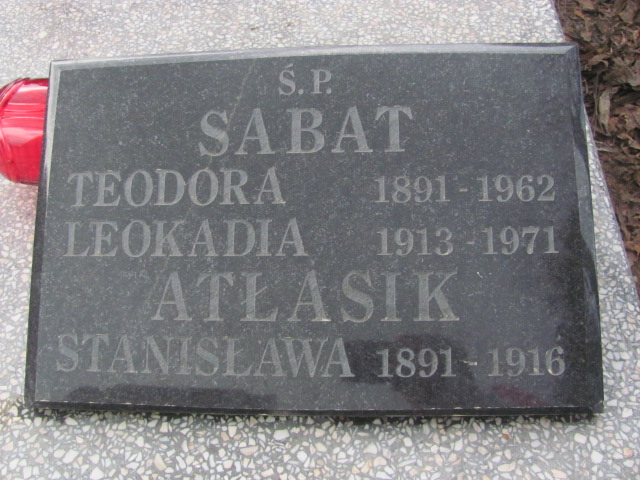 Ś.P.
SABAT
TEODORA 1891-1962
LEOKADIA 1913-1971
ATŁASIK
STANISŁAWA 1891-1916